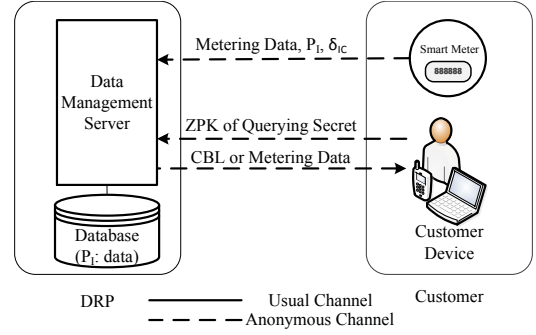 Metering Data, P_I, δ_IC
Smart Meter
888888
Data
Management
Server
ZPK of Querying Secret
CBL or Metering Data
Database
(P_I: data)
Customer
Device
DRP
Usual Channel
Customer
Anonymous Channel